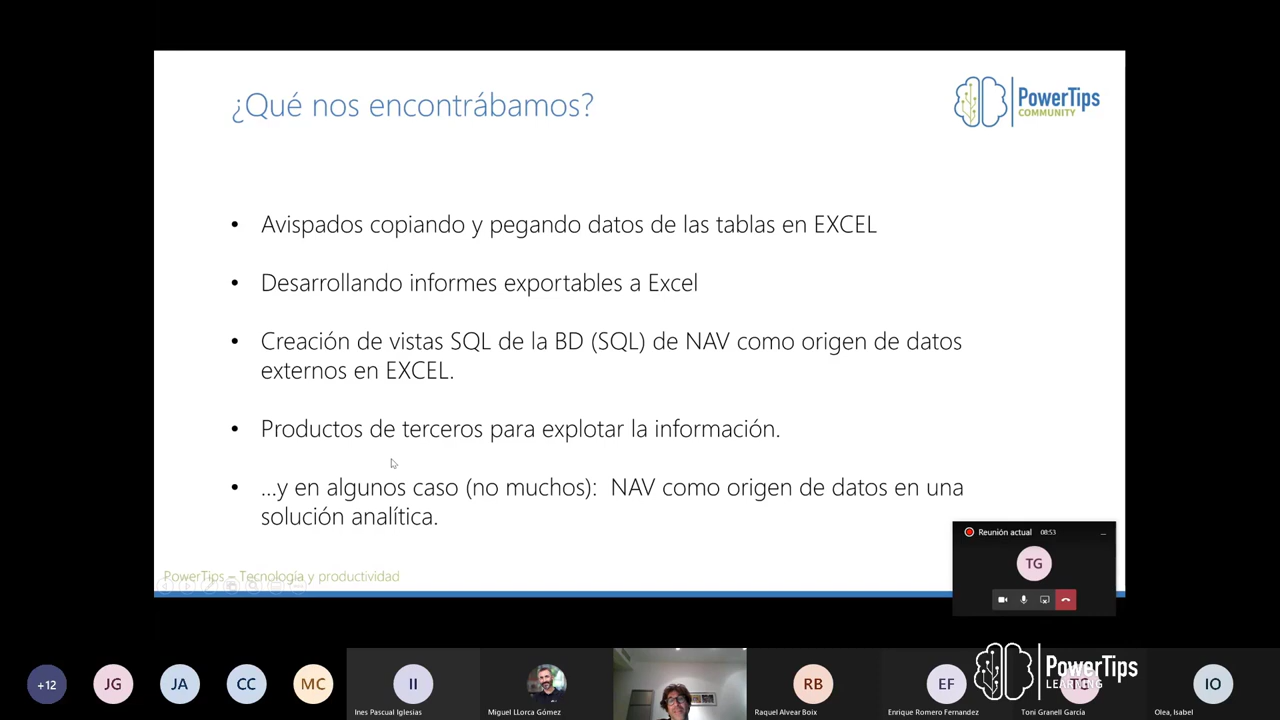 ¿Qué nos encontrábamos?
PowerTips
COMMUNITY
• Avispados copiando y pegando datos de las tablas en EXCEL
• Desarrollando informes exportables a Excel
• Creación de vistas SQL de la BD (SQL) de NAV como origen de datos
externos en EXCEL.
• Productos de terceros para explotar la información.
• ...y en algunos caso (no muchos): NAV como origen de datos en una
solución analítica.
Reunión actual 08:53
TG
PowerTips – Tecnología y productividad
+12
JG
JA
CC
MC
II
RB
EF
PowerTips
LEARNING
IO
Ines Pascual Iglesias
Miguel LLorca Gómez
Raquel Alvear Boix
Enrique Romero Fernandez
Toni Granell García
Olea, Isabel